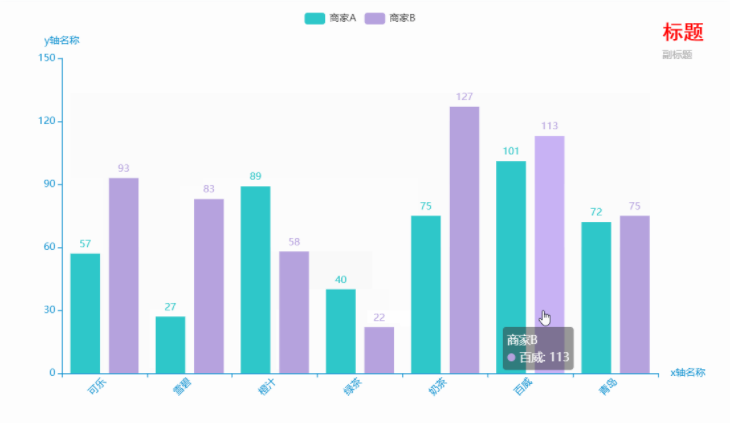 商家A 商家B
标题
副标题
y轴名称
150
120
90
60
30
0
57
93
27
83
89
58
40
22
75
127
101
113
72
75
商家B
百威: 113
可乐
雪碧
橙汁
绿茶
奶茶
百威
青岛
x轴名称